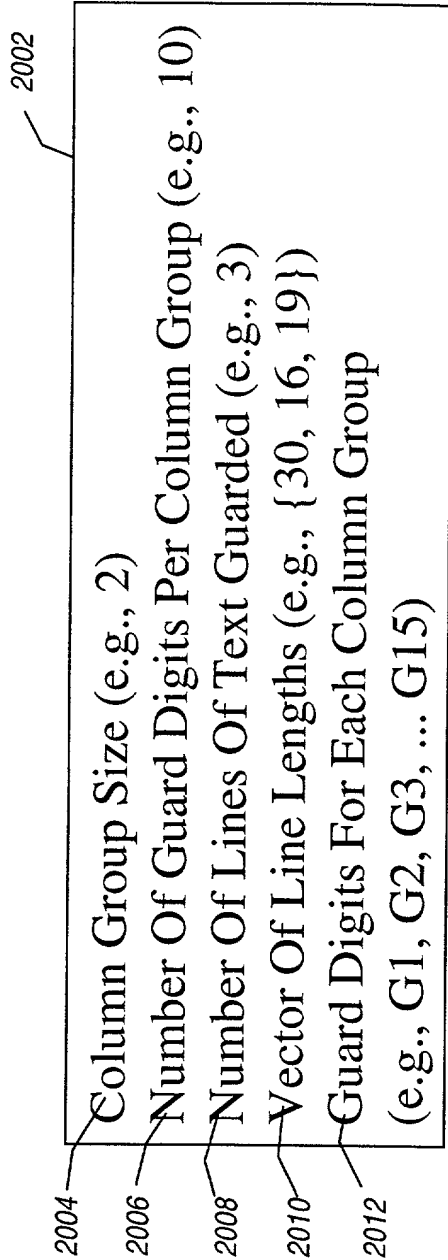 2002
2004
Column Group Size (e.g., 2)
2006
Number Of Guard Digits Per Column Group (e.g., 10)
2008
Number Of Lines Of Text Guarded (e.g., 3)
2010
Vector Of Line Lengths (e.g., {30, 16, 19})
2012
Guard Digits For Each Column Group
(e.g., G1, G2, G3, ... G15)